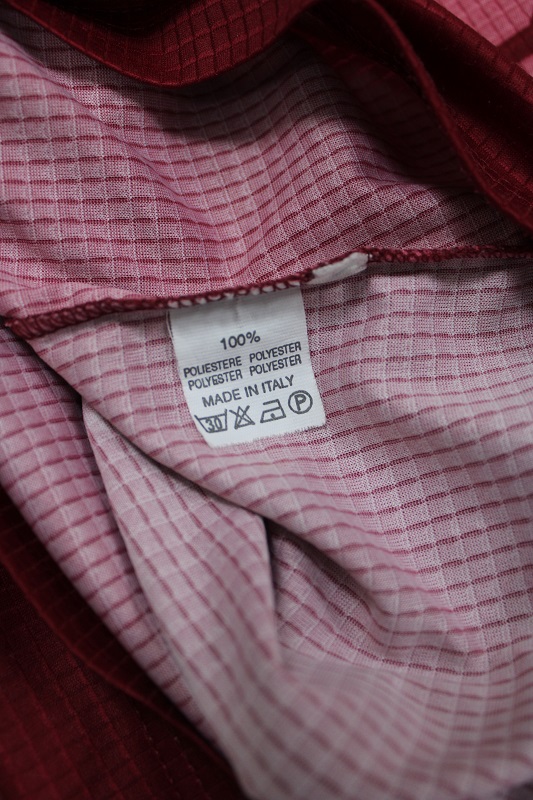 100%
POLIESTERE POLYESTER
POLYESTER POLYESTER
MADE IN ITALY
30 P